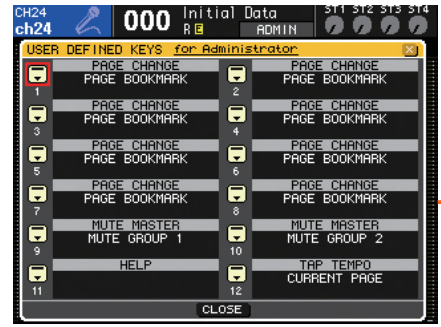 CH24 Initial Data ST1 ST2 ST3 ST4
ch24 000 R E ADMIN
USER DEFINED KEYS for Administrator
PAGE CHANGE PAGE CHANGE
PAGE BOOKMARK PAGE BOOKMARK
1 2
PAGE CHANGE PAGE CHANGE
PAGE BOOKMARK PAGE BOOKMARK
3 4
PAGE CHANGE PAGE CHANGE
PAGE BOOKMARK PAGE BOOKMARK
5 6
PAGE CHANGE PAGE CHANGE
PAGE BOOKMARK PAGE BOOKMARK
7 8
MUTE MASTER MUTE MASTER
MUTE GROUP 1 MUTE GROUP 2
9 10
HELP TAP TEMPO
CURRENT PAGE
11 12
CLOSE